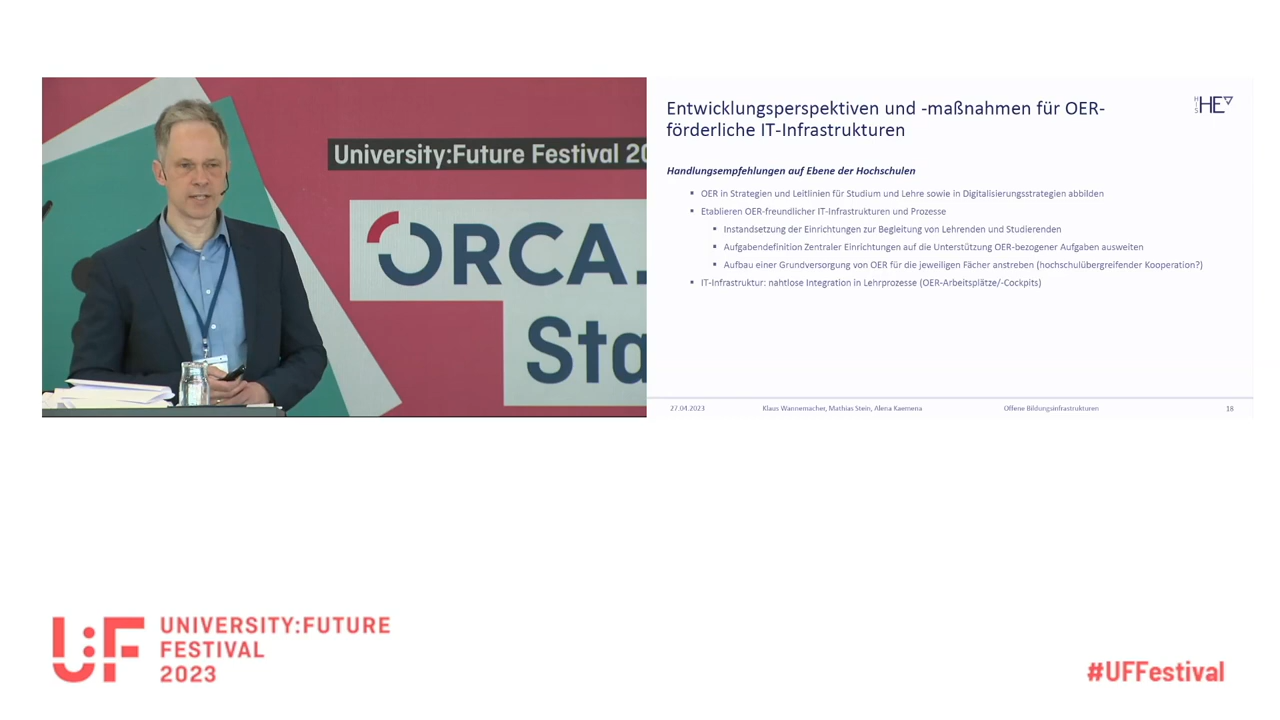 University:Future Festival 20
ORCA.
Sta
Entwicklungsperspektiven und -maßnahmen für OER-
förderliche IT-Infrastrukturen
HIS HE
Handlungsempfehlungen auf Ebene der Hochschulen
▪ OER in Strategien und Leitlinien für Studium und Lehre sowie in Digitalisierungsstrategien abbilden
▪ Etablieren OER-freundlicher IT-Infrastrukturen und Prozesse
▪ Instandsetzung der Einrichtungen zur Begleitung von Lehrenden und Studierenden
▪ Aufgabendefinition Zentraler Einrichtungen auf die Unterstützung OER-bezogener Aufgaben ausweiten
▪ Aufbau einer Grundversorgung von OER für die jeweiligen Fächer anstreben (hochschulübergreifender Kooperation?)
▪ IT-Infrastruktur: nahtlose Integration in Lehrprozesse (OER-Arbeitsplätze/-Cockpits)
27.04.2023 Klaus Wannemacher, Mathias Stein, Alena Kaemena Offene Bildungsinfrastrukturen 18
U:F UNIVERSITY:FUTURE
FESTIVAL
2023
#UFFestival